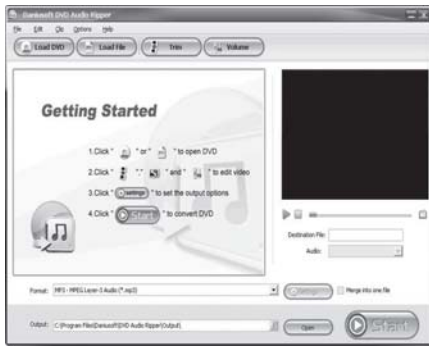 Daniusoft DVD Audio Ripper
File Edit Clip Options Help
Load DVD Load File Trim Volume
Getting Started
1.Click " " or " " to open DVD
2.Click " " " " and " " to edit video
3.Click " Settings " to set the output options
4.Click " Start " to convert DVD
Destination File:
Audio:
Format: MP3 - MPEG Layer-3 Audio (*.mp3) Settings Merge into one file
Output: C:\Program Files\Daniusoft\DVD Audio Ripper\Output\ Open Start